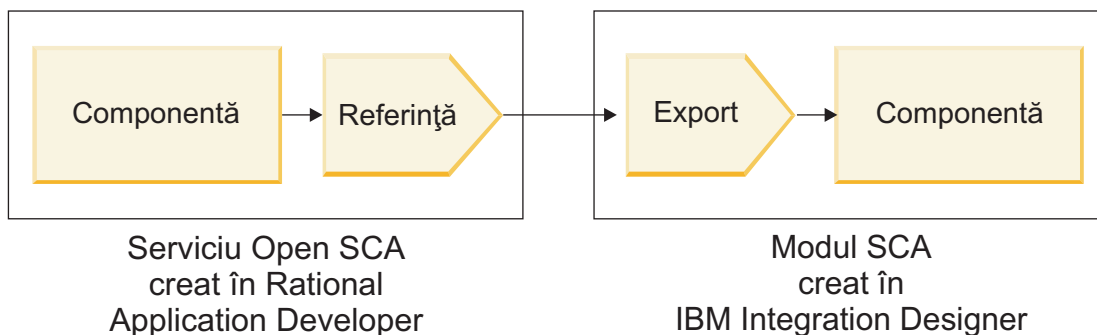 Componentă
Referinţă
Export
Componentă
Serviciu Open SCA
creat în Rational
Application Developer
Modul SCA
creat în
IBM Integration Designer